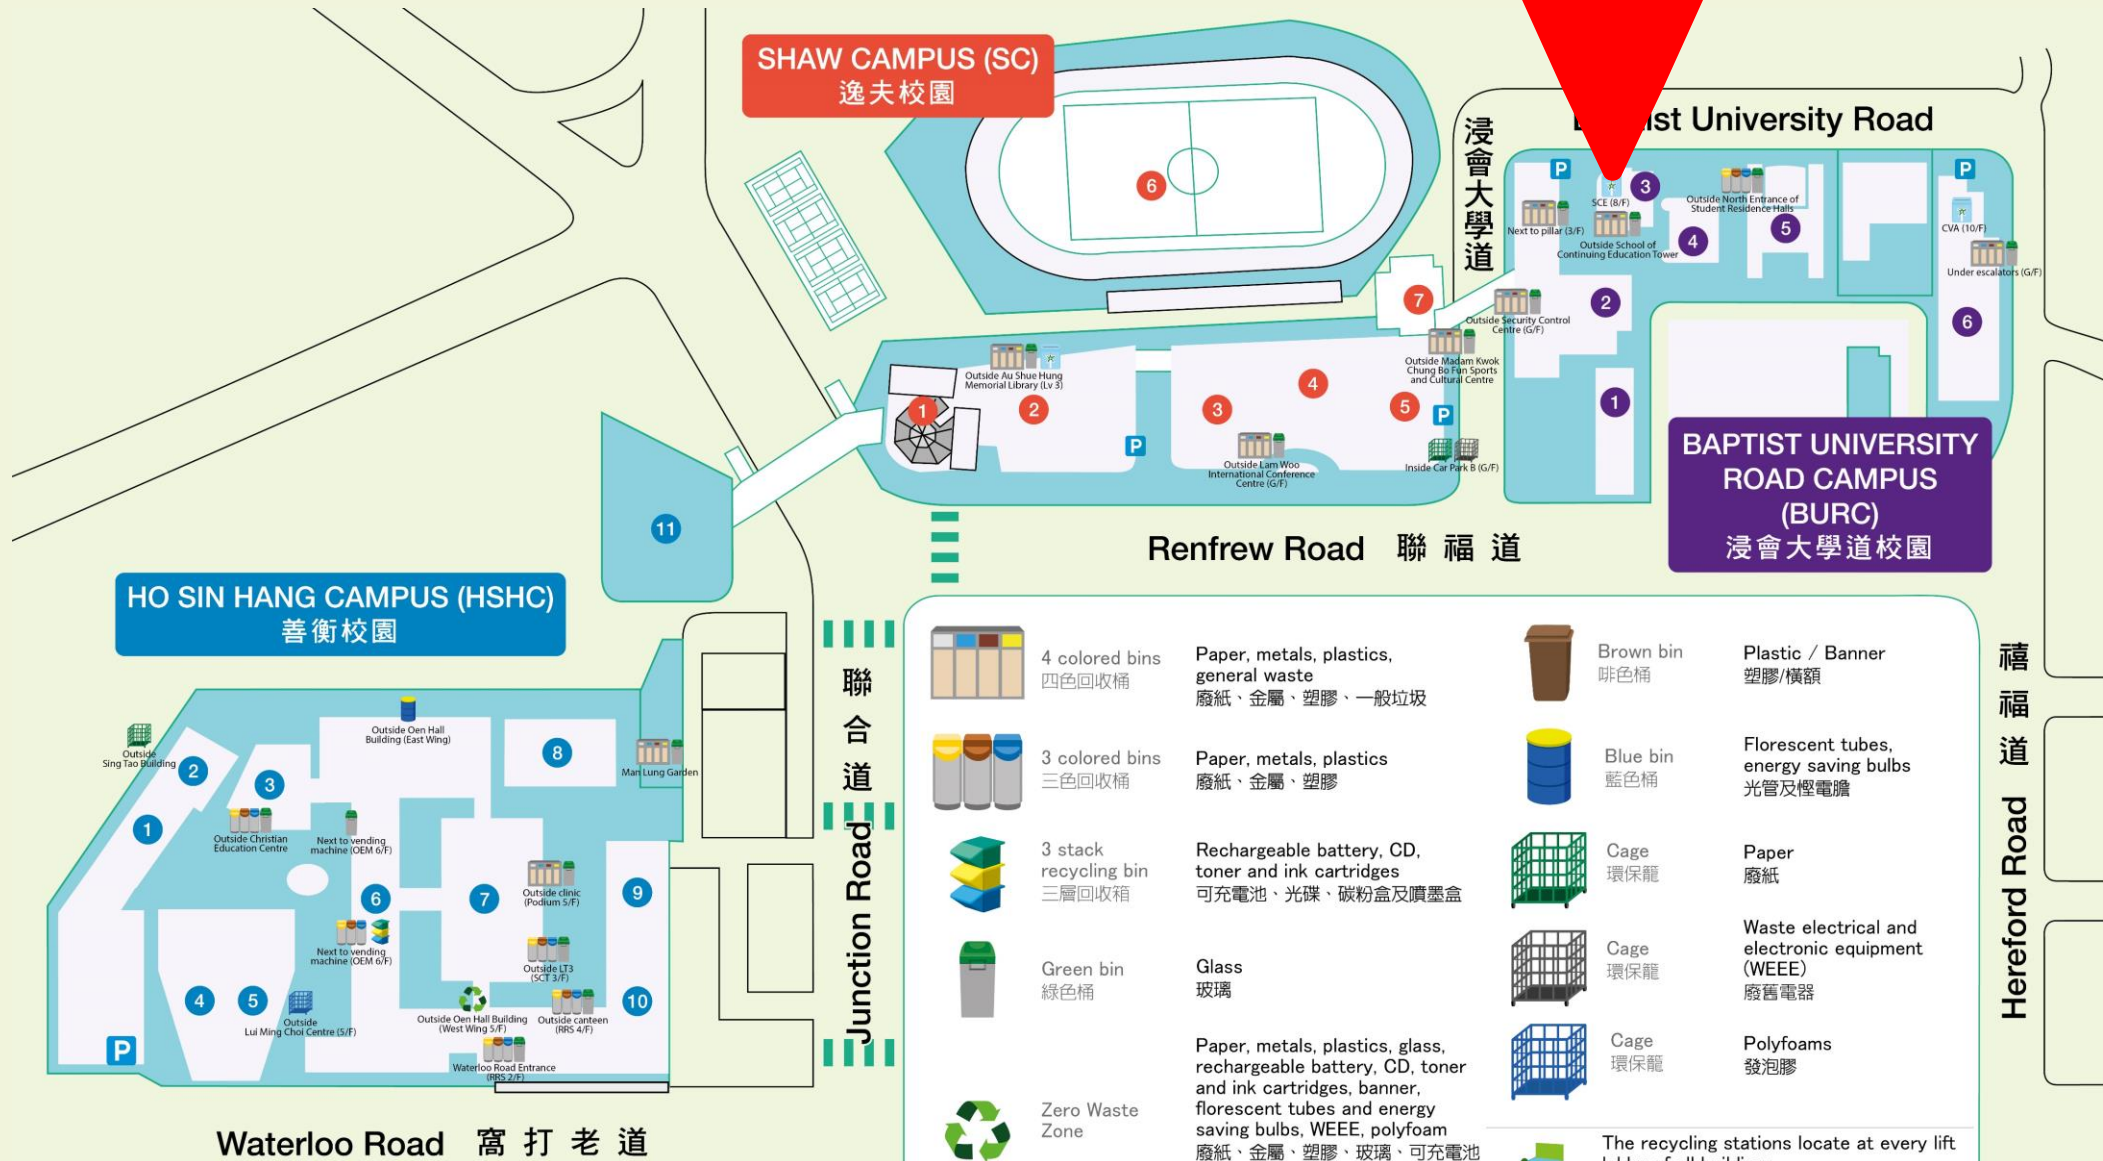 SHAW CAMPUS (SC)
逸夫校園
6
浸會大學道
ist University Road
P
3
SCE (8/F)
Next to pillar (3/F)
Outside School of
Continuing Education Tower
4
Outside North Entrance of
Student Residence Halls
5
P
CVA (10/F)
Under escalators (G/F)
6
7
2
Outside Security Control
Centre (G/F)
Outside Madam Kwok
Chung Bo Fun Sports
and Cultural Centre
Outside Au Shue Hung
Memorial Library (Lv 3)
1
2
3
4
5
P
P
1
Outside Lam Woo
International Conference
Centre (G/F)
Inside Car Park B (G/F)
BAPTIST UNIVERSITY
ROAD CAMPUS
(BURC)
浸會大學道校園
11
Renfrew Road 聯福道
HO SIN HANG CAMPUS (HSHC)
善衡校園
Outside Oen Hall
Building (East Wing)
Outside
Sing Tao Building
2
3
8
Man Lung Garden
1
Outside Christian
Education Centre
Next to vending
machine (OEM 6/F)
Outside clinic
(Podium 5/F)
6
7
9
Next to vending
machine (OEM 6/F)
Outside LT3
(SCT 3/F)
4
5
Outside
Lui Ming Choi Centre (5/F)
Outside Oen Hall Building
(West Wing 5/F)
Outside canteen
(RRS 4/F)
10
P
Waterloo Road Entrance
(RRS 2/F)
Waterloo Road 窩打老道
聯合道
Junction Road
4 colored bins
四色回收桶
Paper, metals, plastics,
general waste
廢紙、金屬、塑膠、一般垃圾
3 colored bins
三色回收桶
Paper, metals, plastics
廢紙、金屬、塑膠
3 stack
recycling bin
三層回收箱
Rechargeable battery, CD,
toner and ink cartridges
可充電池、光碟、碳粉盒及噴墨盒
Green bin
綠色桶
Glass
玻璃
Zero Waste
Zone
Paper, metals, plastics, glass,
rechargeable battery, CD, toner
and ink cartridges, banner,
florescent tubes and energy
saving bulbs, WEEE, polyfoam
廢紙、金屬、塑膠、玻璃、可充電池
Brown bin
啡色桶
Plastic / Banner
塑膠/橫額
Blue bin
藍色桶
Florescent tubes,
energy saving bulbs
光管及慳電膽
Cage
環保籠
Paper
廢紙
Cage
環保籠
Waste electrical and
electronic equipment
(WEEE)
廢舊電器
Cage
環保籠
Polyfoams
發泡膠
The recycling stations locate at every lift
禧福道
Hereford Road